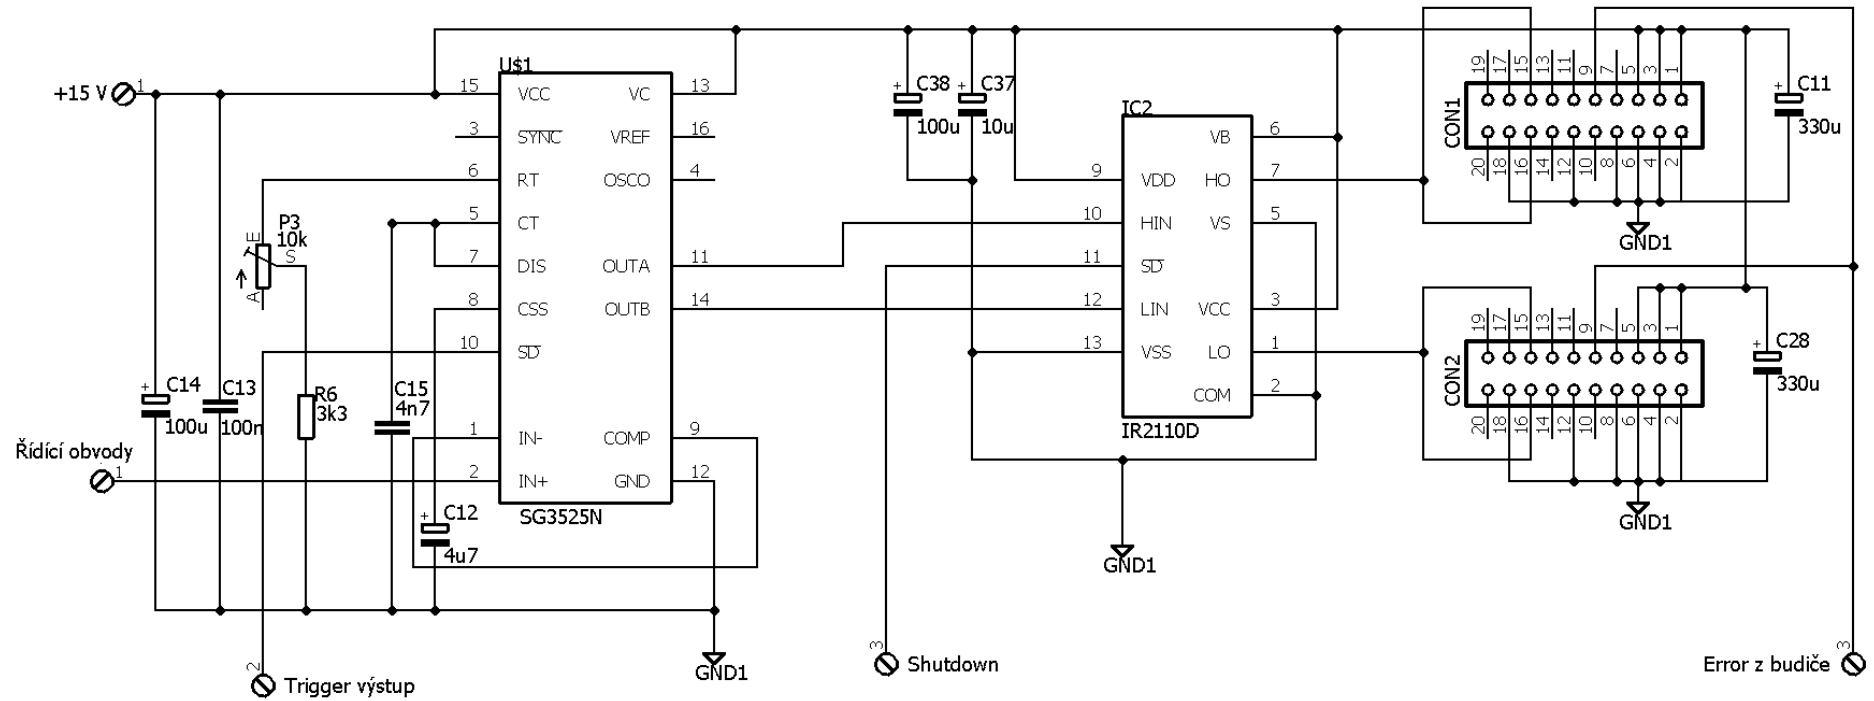 +15 V
1
U$1
15 VCC VC 13
3 SYNC VREF 16
6 RT OSCO 4
5 CT
7 DIS OUTA 11
8 CSS OUTB 14
10 SD
1 IN- COMP 9
2 IN+ GND 12
SG3525N
P3
10k
E
S
A
C14
100u
C13
100n
R6
3k3
C15
4n7
C12
4u7
Řídící obvody
1
2
Trigger výstup
GND1
C38
100u
C37
10u
IC2
VB 6
9 VDD HO 7
10 HIN VS 5
11 SD
12 LIN VCC 3
13 VSS LO 1
COM 2
IR2110D
GND1
3
Shutdown
CON1
19 17 15 13 11 9 7 5 3 1
20 18 16 14 12 10 8 6 4 2
C11
330u
GND1
CON2
19 17 15 13 11 9 7 5 3 1
20 18 16 14 12 10 8 6 4 2
C28
330u
GND1
3
Error z budiče